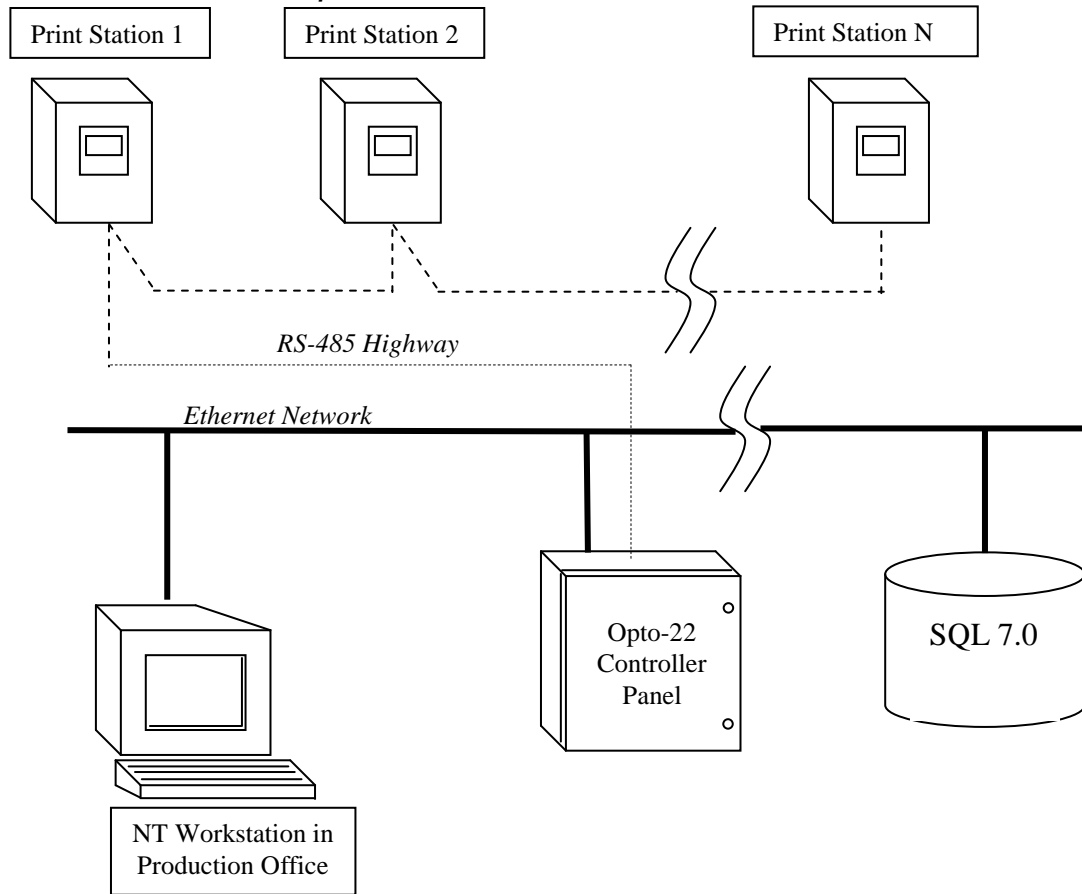 Print Station 1
Print Station 2
Print Station N
RS-485 Highway
Ethernet Network
Opto-22
Controller
Panel
SQL 7.0
NT Workstation in
Production Office